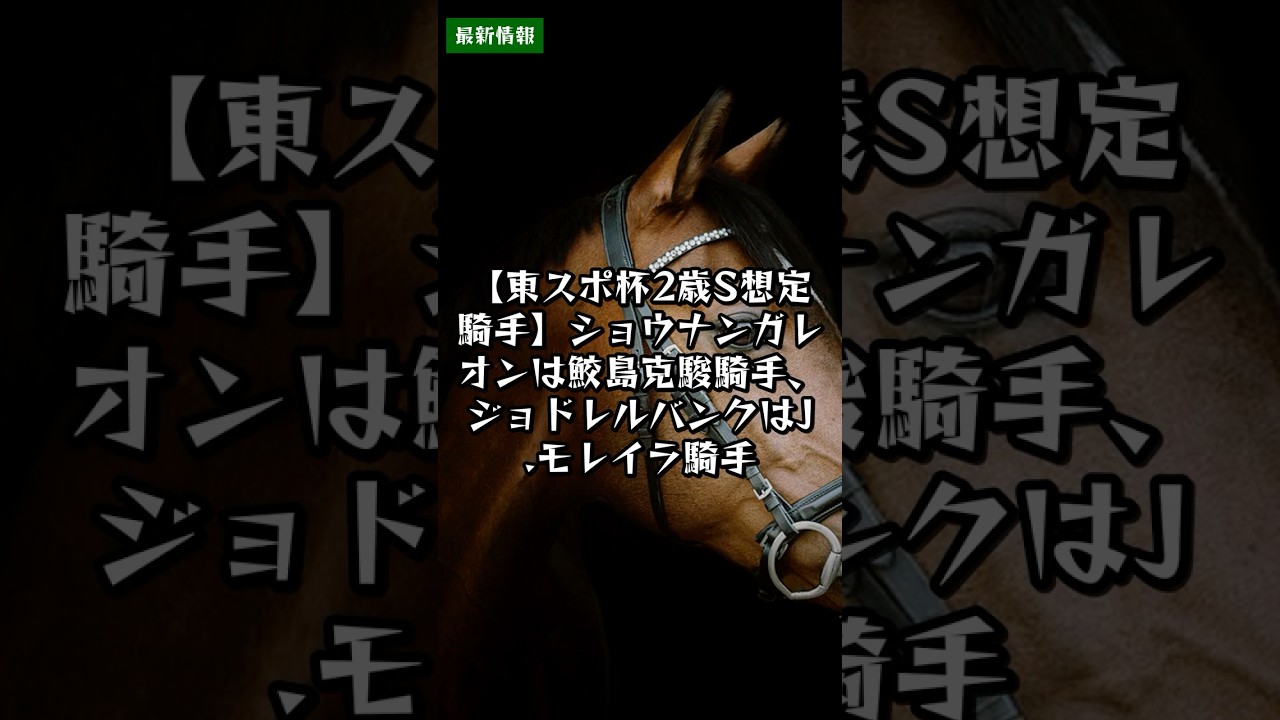 最新情報
【東スポ杯2歳S想定
騎手】ショウナンガレ
オンは鮫島克駿騎手、
ジョドレルバンクはJ
.モレイラ騎手